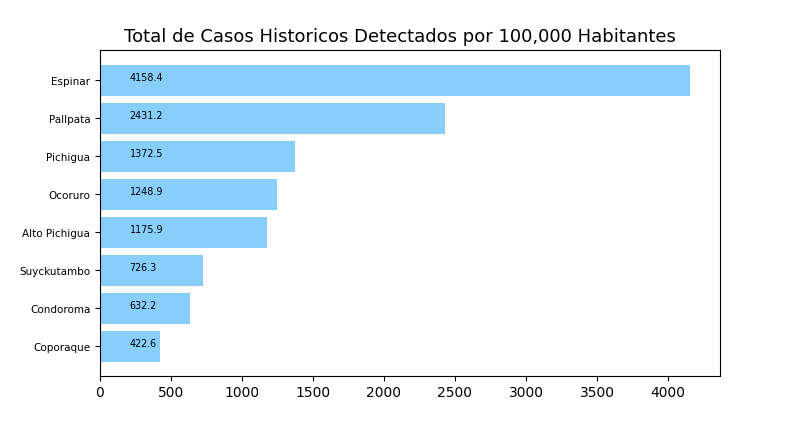 Total de Casos Historicos Detectados por 100,000 Habitantes
Espinar 4158.4
Pallpata 2431.2
Pichigua 1372.5
Ocoruro 1248.9
Alto Pichigua 1175.9
Suyckutambo 726.3
Condoroma 632.2
Coporaque 422.6
0 500 1000 1500 2000 2500 3000 3500 4000